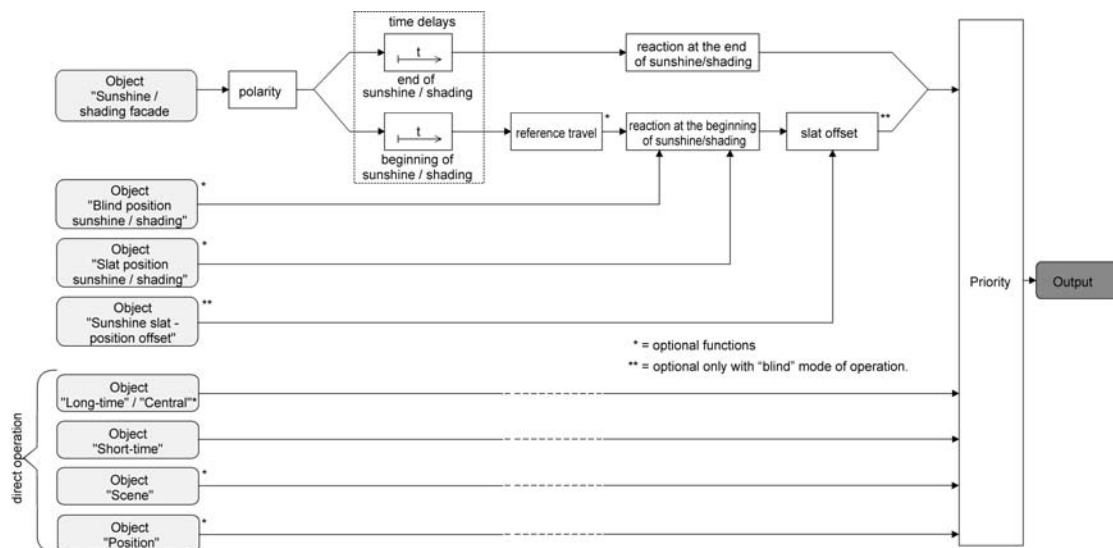 time delays
t
end of
sunshine / shading
reaction at the end
of sunshine/shading
Object
"Sunshine /
shading facade
polarity
t
beginning of
sunshine / shading
reference travel
*
reaction at the beginning
of sunshine/shading
slat offset
**
Object
"Blind position
sunshine / shading"
*
Object
"Slat position
sunshine / shading"
*
Object
"Sunshine slat -
position offset"
**
Priority
Output
* = optional functions
** = optional only with “blind” mode of operation.
direct operation
Object
"Long-time" / "Central"*
Object
"Short-time"
Object
"Scene"
*
Object
"Position"
*